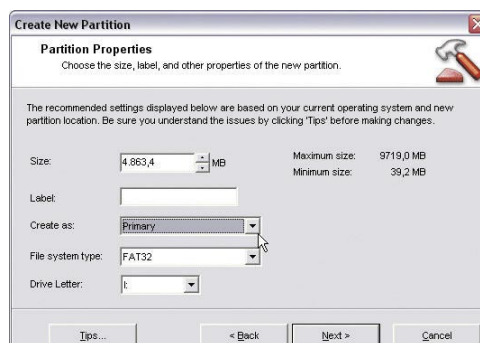 Create New Partition
Partition Properties
Choose the size, label, and other properties of the new partition.
The recommended settings displayed below are based on your current operating system and new
partition location. Be sure you understand the issues by clicking 'Tips' before making changes.
Size: 4.863,4 MB Maximum size: 9719,0 MB
Minimum size: 39,2 MB
Label:
Create as: Primary
File system type: FAT32
Drive Letter: I:
Tips... < Back Next > Cancel